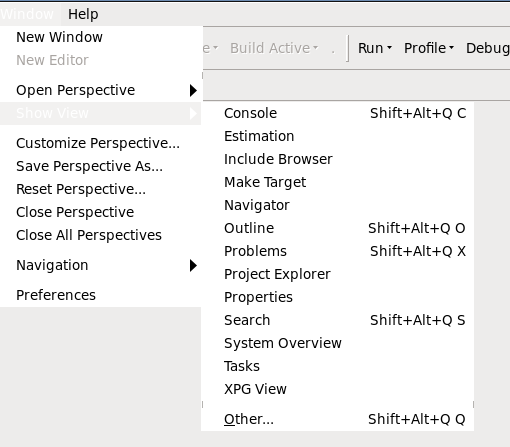 Window Help
New Window
New Editor
Open Perspective
Show View
Customize Perspective...
Save Perspective As...
Reset Perspective...
Close Perspective
Close All Perspectives
Navigation
Preferences
e Build Active . Run Profile Debug
Console Shift+Alt+Q C
Estimation
Include Browser
Make Target
Navigator
Outline Shift+Alt+Q O
Problems Shift+Alt+Q X
Project Explorer
Properties
Search Shift+Alt+Q S
System Overview
Tasks
XPG View
Other... Shift+Alt+Q Q